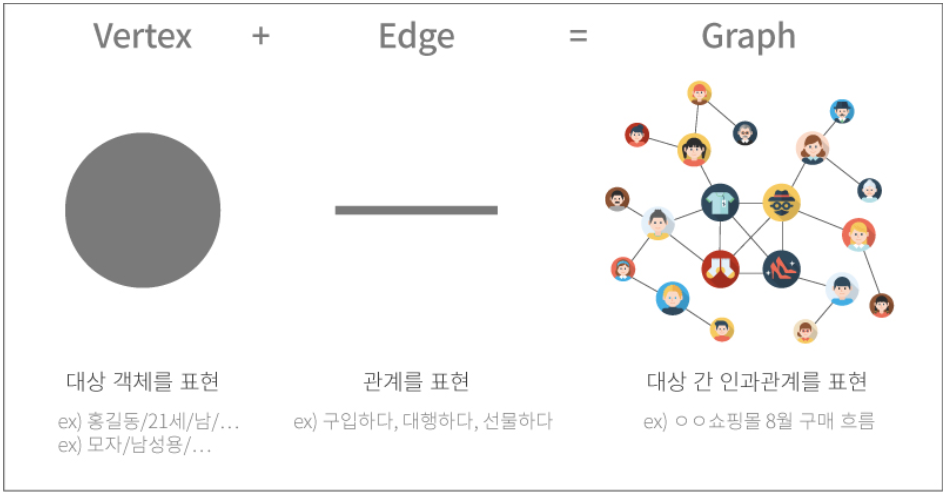 Vertex + Edge = Graph
대상 객체를 표현
관계를 표현
대상 간 인과관계를 표현
ex) 홍길동/21세/남/…
ex) 모자/남성용/…
ex) 구입하다, 대행하다, 선물하다
ex) ㅇㅇ쇼핑몰 8월 구매 흐름